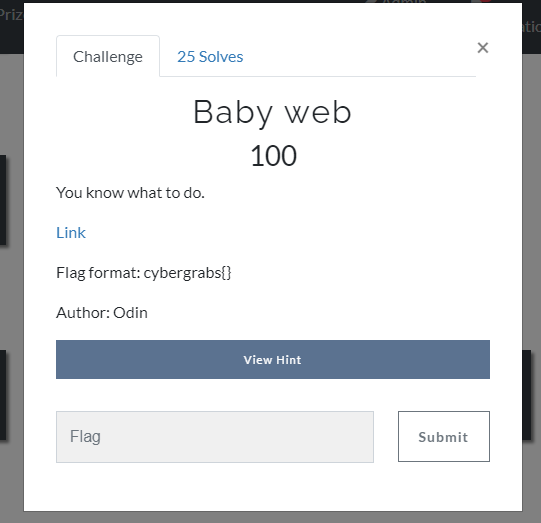 Challenge
25 Solves
×
Baby web
100
You know what to do.
Link
Flag format: cybergrabs{}
Author: Odin
View Hint
Flag
Submit